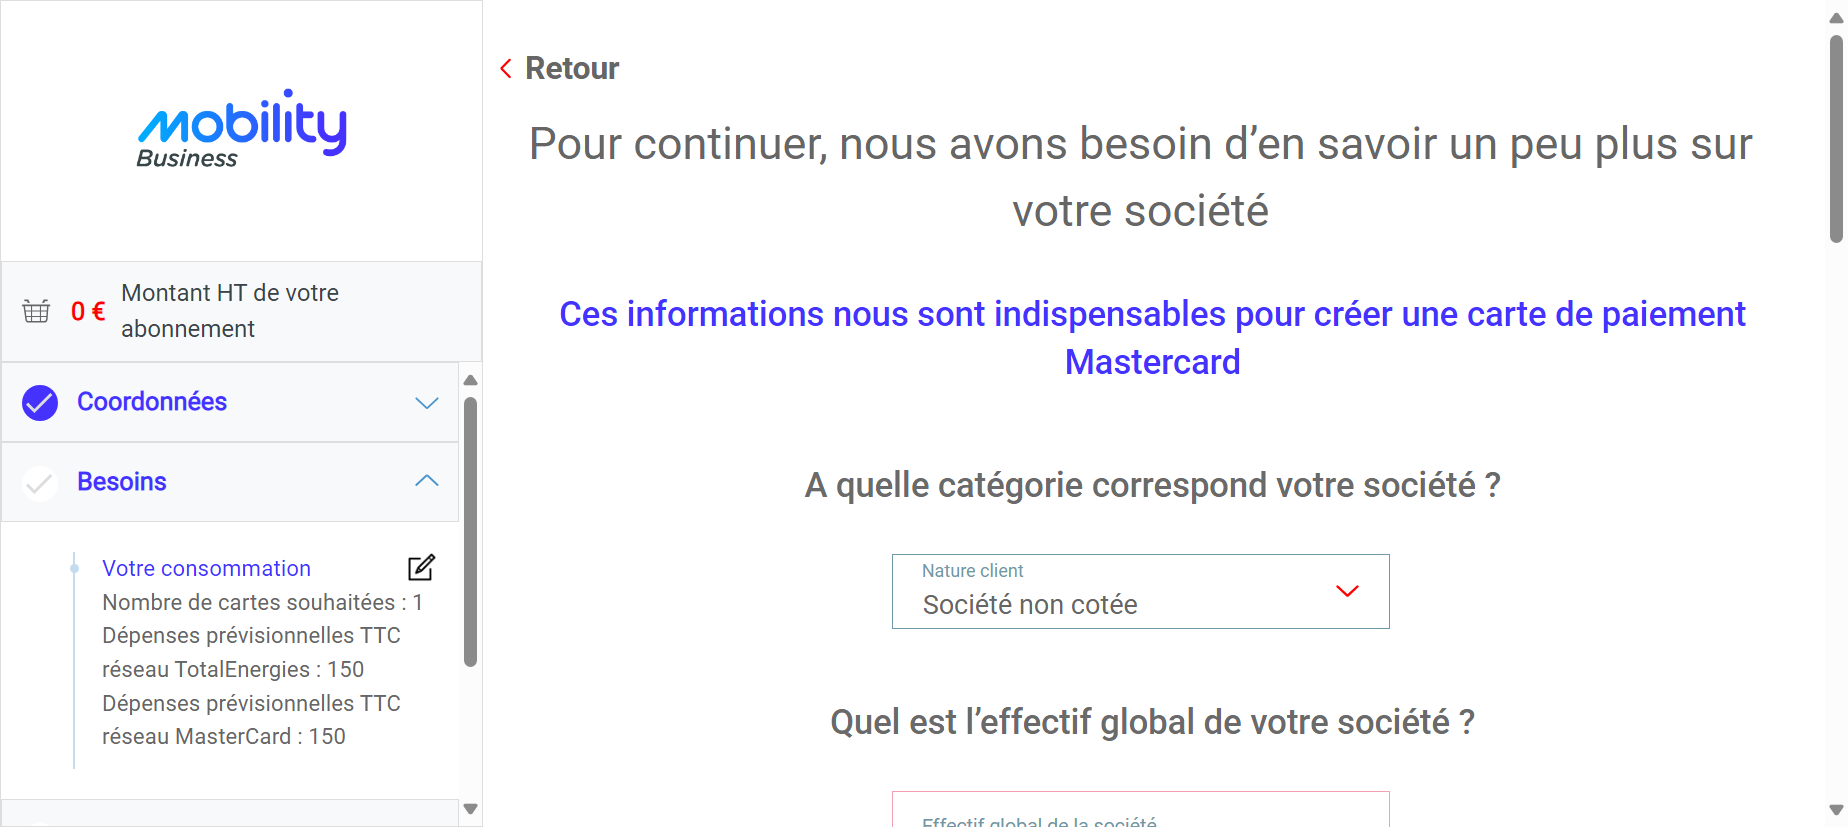 mobility
Business
0 €
Montant HT de votre
abonnement
Coordonnées
Besoins
Votre consommation
Nombre de cartes souhaitées : 1
Dépenses prévisionnelles TTC
réseau TotalEnergies : 150
Dépenses prévisionnelles TTC
réseau MasterCard : 150
Retour
Pour continuer, nous avons besoin d’en savoir un peu plus sur
votre société
Ces informations nous sont indispensables pour créer une carte de paiement
Mastercard
A quelle catégorie correspond votre société ?
Nature client
Société non cotée
Quel est l’effectif global de votre société ?
Effectif global de la société